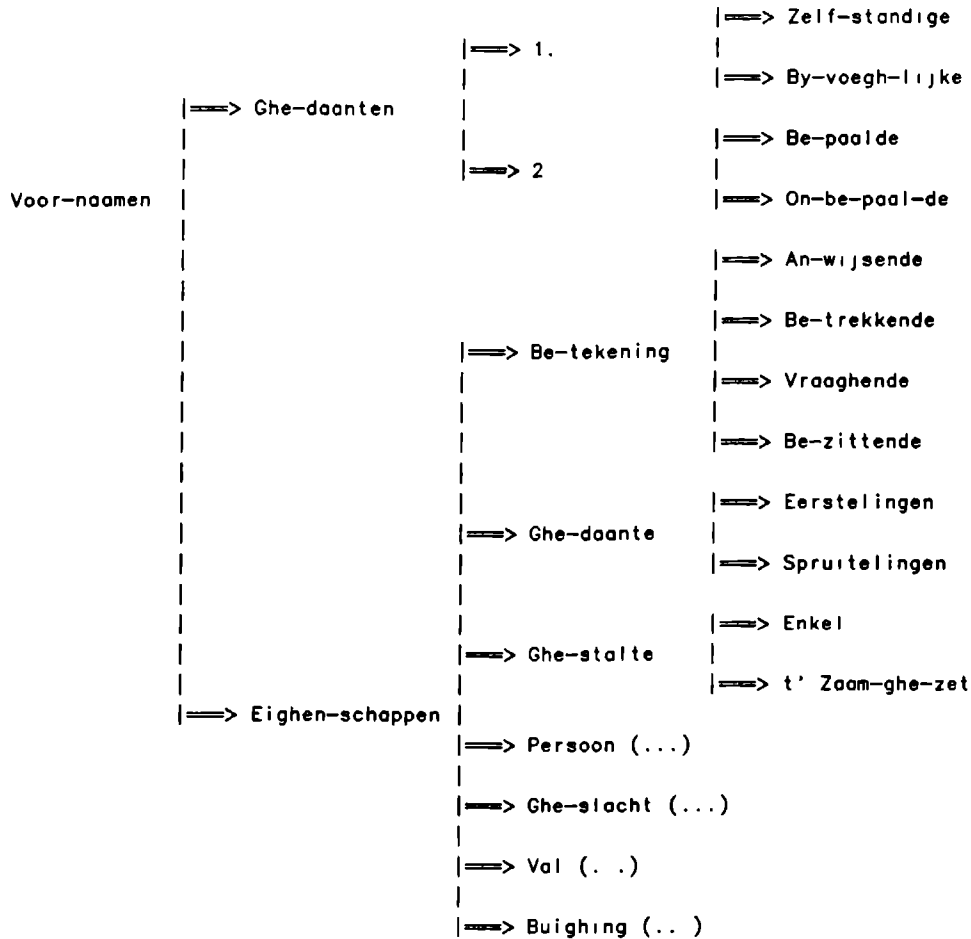 Zelf-standige
1.
By-voegh-lijke
Ghe-daanten
Be-paalde
2
Voor-naamen
On-be-paal-de
An-wijsende
Be-trekkende
Be-tekening
Vraaghende
Be-zittende
Eerstelingen
Ghe-daante
Spruitelingen
Enkel
Ghe-stalte
t' Zaam-ghe-zet
Eighen-schappen
Persoon (...)
Ghe-slacht (...)
Val (. .)
Buighing (.. )